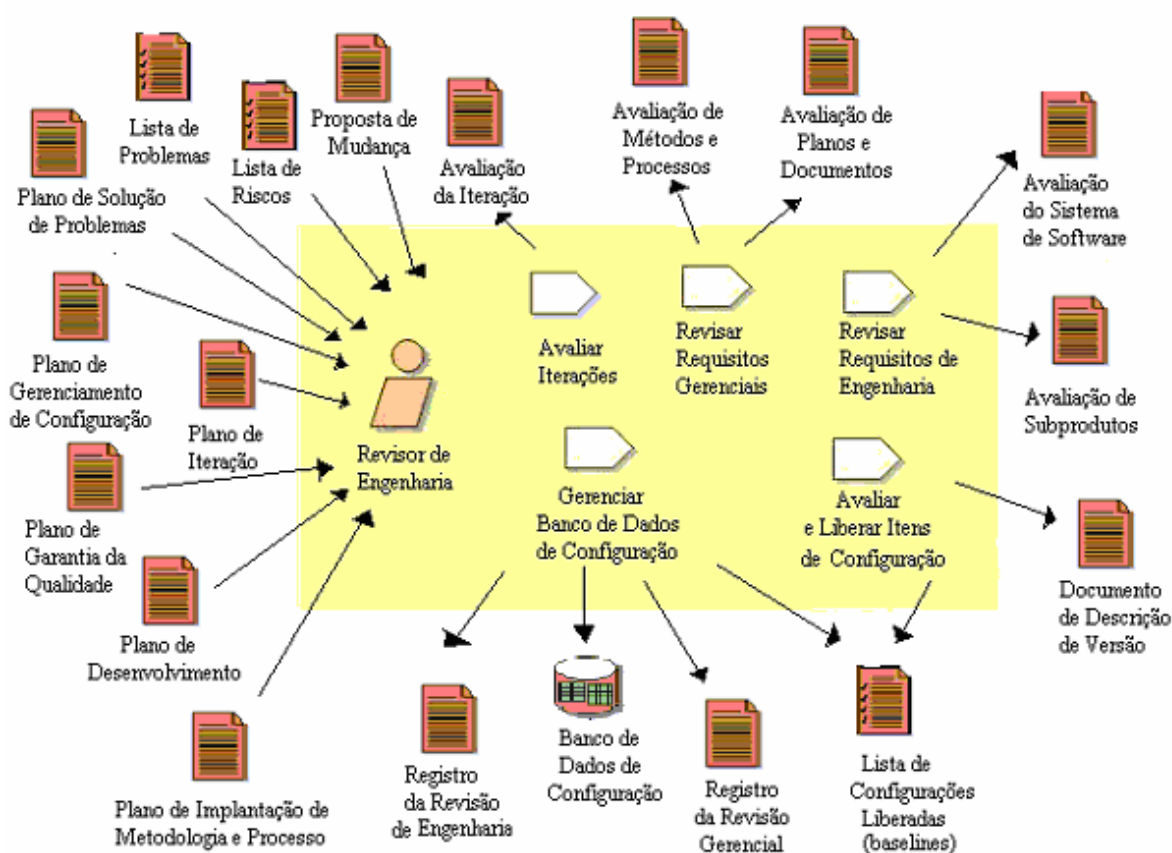 Lista de
Problemas
Lista de
Riscos
Proposta de
Mudança
Avaliação
da Iteração
Avaliação de
Métodos e
Processos
Avaliação de
Planos e
Documentos
Avaliação
do Sistema
de Software
Plano de Solução
de Problemas
Plano de
Gerenciamento
de Configuração
Plano de
Iteração
Revisor de
Engenharia
Avaliar
Iterações
Revisar
Requisitos
Gerenciais
Revisar
Requisitos de
Engenharia
Avaliação de
Subprodutos
Gerenciar
Banco de Dados
de Configuração
Avaliar
e Liberar Itens
de Configuração
Plano de
Garantia da
Qualidade
Plano de
Desenvolvimento
Documento
de Descrição
de Versão
Plano de Implantação de
Metodologia e Processo
Registro
da Revisão
de Engenharia
Banco de
Dados de
Configuração
Registro
da Revisão
Gerencial
Lista de
Configurações
Liberadas
(baselines)